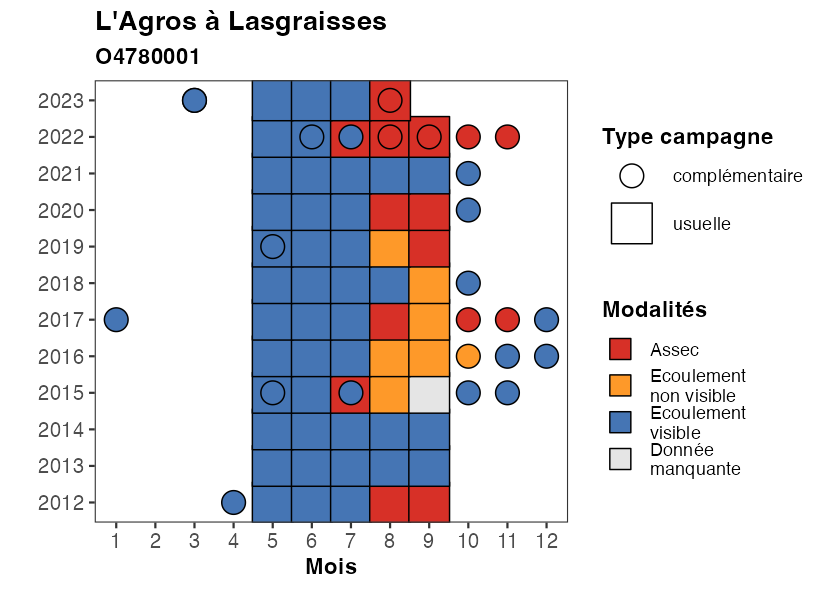 L'Agros à Lasgraisses
O4780001
2023
2022
2021
2020
2019
2018
2017
2016
2015
2014
2013
2012
1 2 3 4 5 6 7 8 9 10 11 12
Mois
Type campagne
complémentaire
usuelle
Modalités
Assec
Ecoulement
non visible
Ecoulement
visible
Donnée
manquante